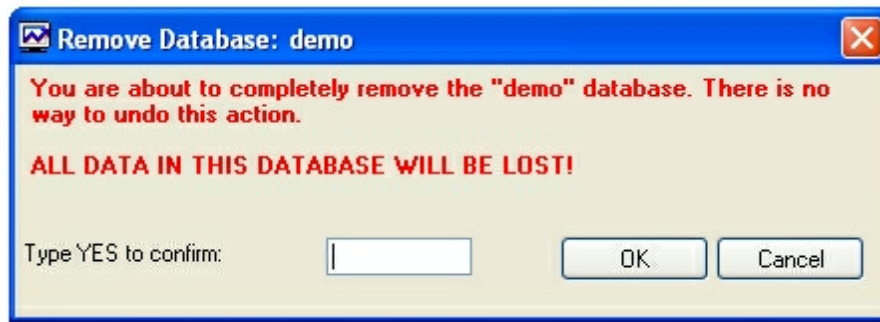 Remove Database: demo
You are about to completely remove the "demo" database. There is no
way to undo this action.
ALL DATA IN THIS DATABASE WILL BE LOST!
Type YES to confirm:
OK
Cancel